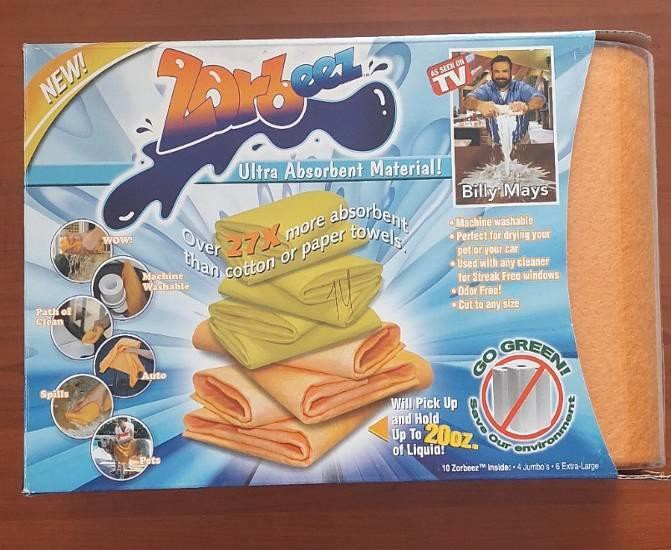 NEW!
Zorbeez™
Ultra Absorbent Material!
AS SEEN ON
TV
Billy Mays
Over 27X more absorbent
than cotton or paper towels.
• Machine washable
• Perfect for drying your
pet or your car
• Used with any cleaner
for Streak Free windows
• Odor Free!
• Cut to any size
WOW!
Machine
Washable
Path of
Clean
Auto
Spills
Pets
14
GO GREEN!
Save Our environment
Will Pick Up
and Hold
Up To 20oz.
of Liquid!
10 Zorbeez™ Inside: • 4 Jumbo's • 6 Extra-Large